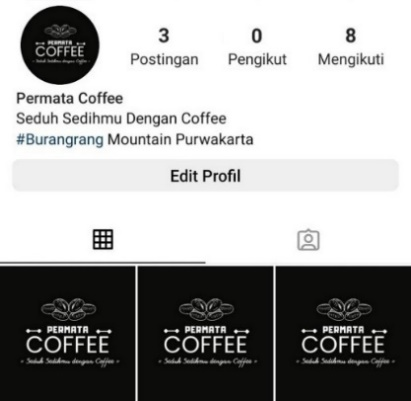 PERMATA
COFFEE
Seduh Sedihmu dengan Coffee
3 0 8
Postingan Pengikut Mengikuti
Permata Coffee
Seduh Sedihmu Dengan Coffee
#Burangrang Mountain Purwakarta
Edit Profil
PERMATA PERMATA PERMATA
COFFEE COFFEE COFFEE
Seduh Sedihmu dengan Coffee Seduh Sedihmu dengan Coffee Seduh Sedihmu dengan Coffee